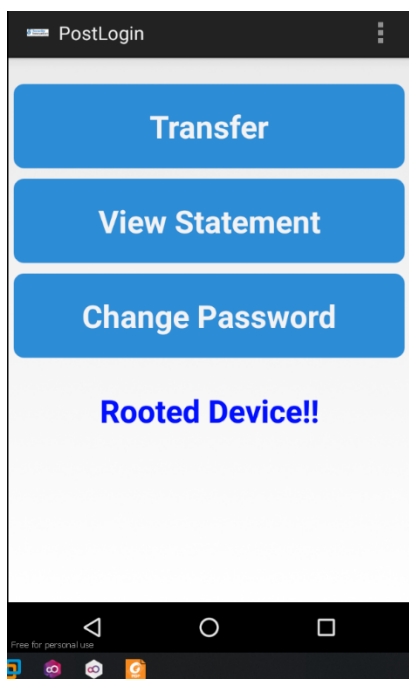 PostLogin
Transfer
View Statement
Change Password
Rooted Device!!
Free for personal use